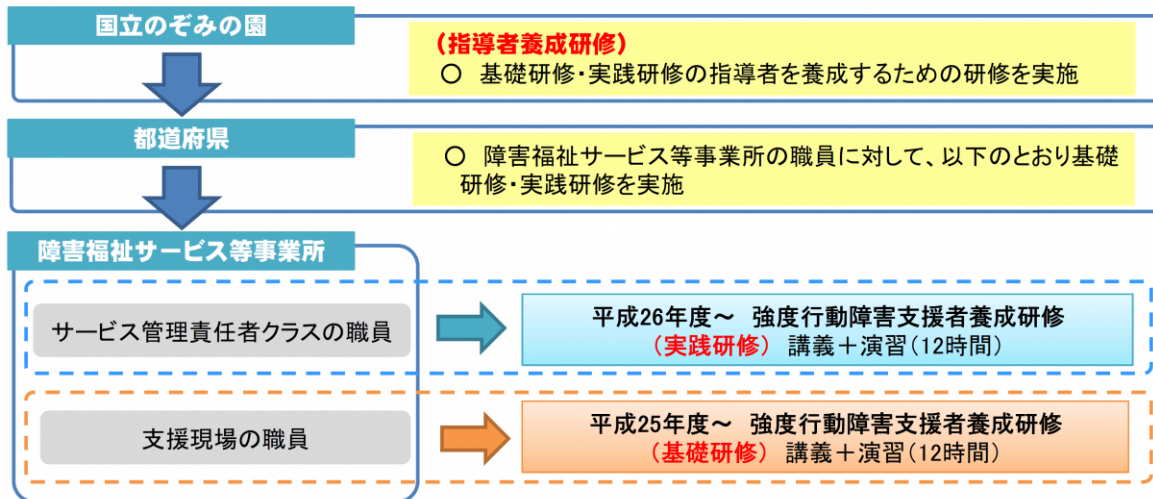 国立のぞみの園
(指導者養成研修)
○ 基礎研修・実践研修の指導者を養成するための研修を実施
都道府県
○ 障害福祉サービス等事業所の職員に対して、以下のとおり基礎
研修・実践研修を実施
障害福祉サービス等事業所
サービス管理責任者クラスの職員
平成26年度~ 強度行動障害支援者養成研修
(実践研修) 講義+演習(12時間)
支援現場の職員
平成25年度~ 強度行動障害支援者養成研修
(基礎研修) 講義+演習(12時間)